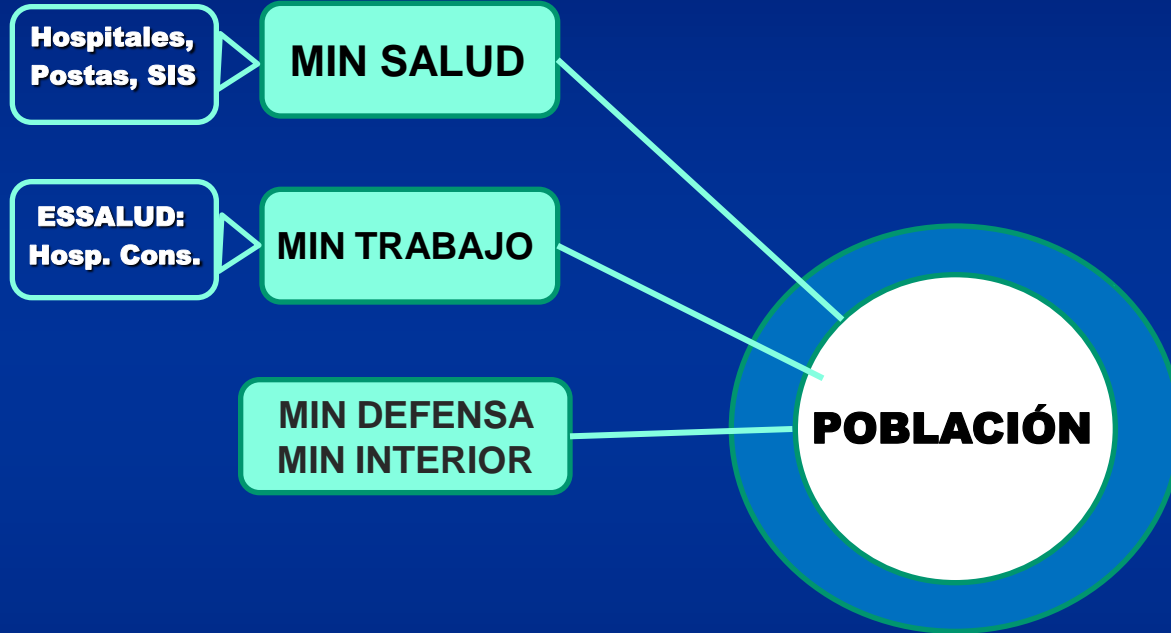 Hospitales,
Postas, SIS
MIN SALUD
ESSALUD:
Hosp. Cons.
MIN TRABAJO
MIN DEFENSA
MIN INTERIOR
POBLACIÓN